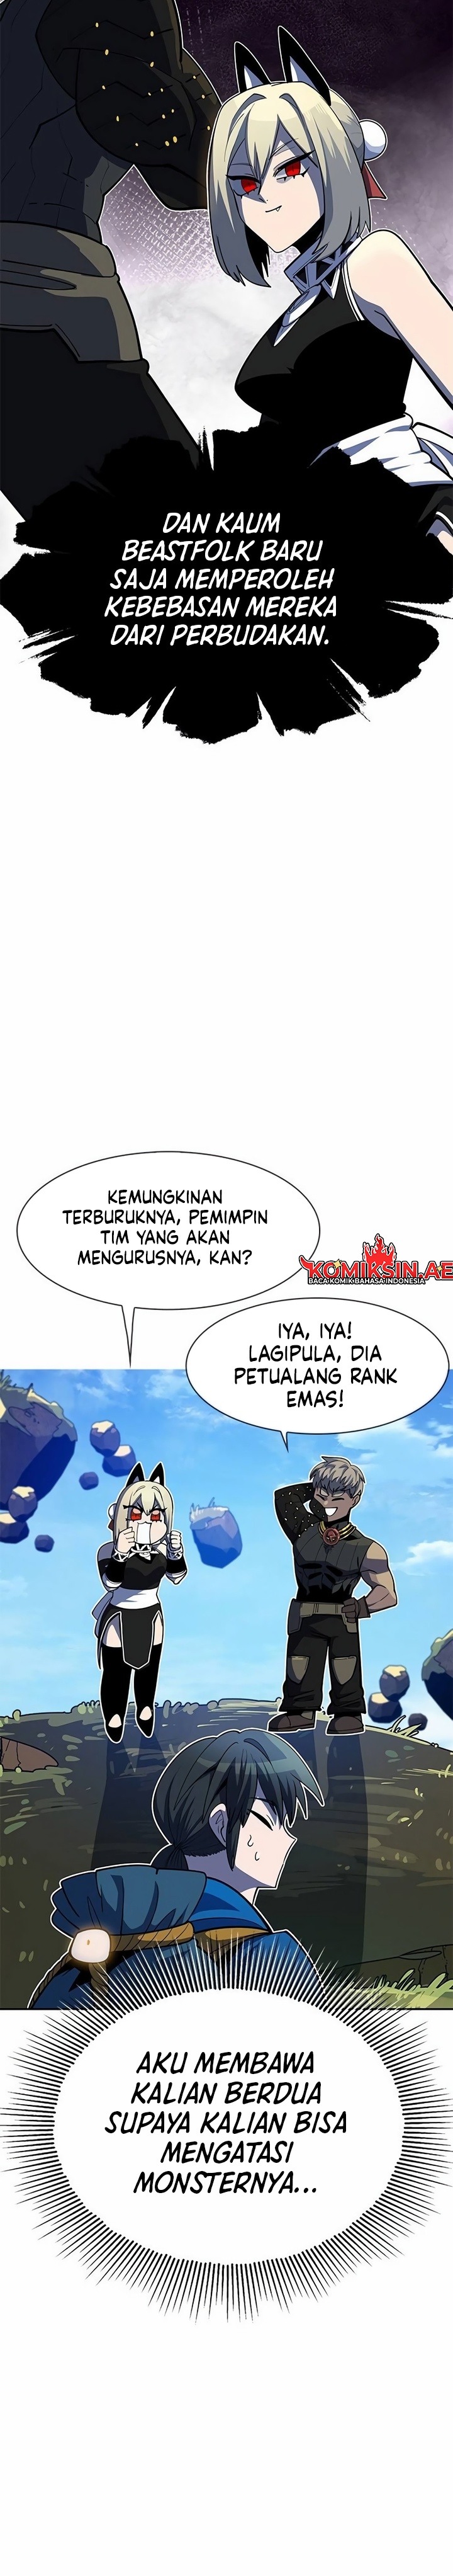 DAN KAUM
BEASTFOLK BARU
SAJA MEMPEROLEH
KEBEBASAN MEREKA
DARI PERBUDAKAN.
KEMUNGKINAN
TERBURUKNYA, PEMIMPIN
TIM YANG AKAN
MENGURUSNYA, KAN?
KOMIKSIN.AE
BACA KOMIK BAHASA INDONESIA
IYA, IYA!
LAGIPULA, DIA
PETUALANG RANK
EMAS!
AKU MEMBAWA
KALIAN BERDUA
SUPAYA KALIAN BISA
MENGATASI
MONSTERNYA...